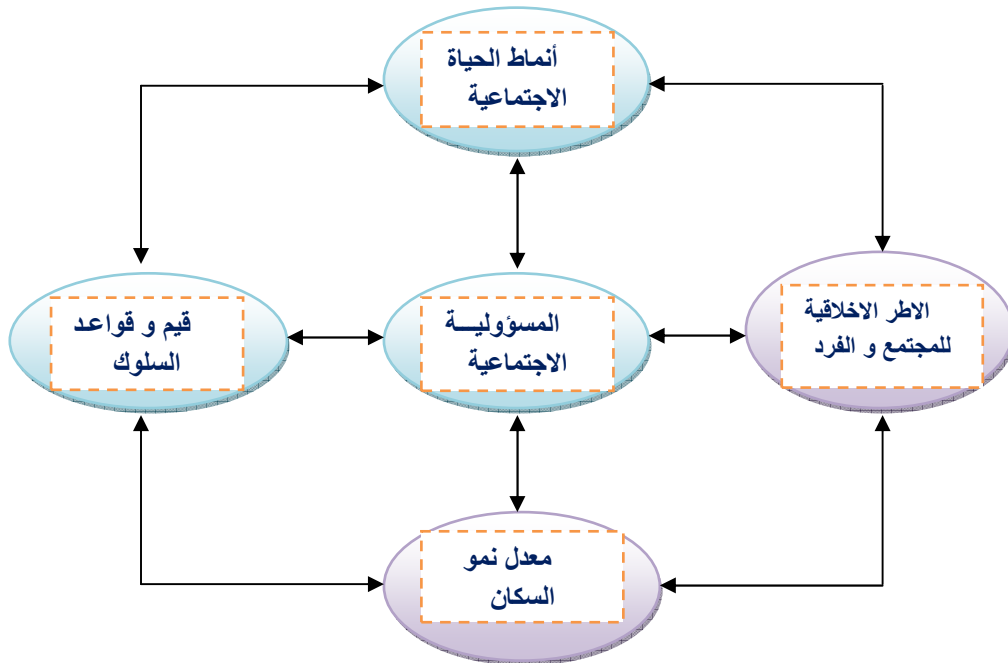 أنماط الحياة
الاجتماعية
الاطر الاخلاقية
للمجتمع و الفرد
المسؤوليـــة
الاجتماعية
قيم و قواعد
السلوك
معدل نمو
السكان